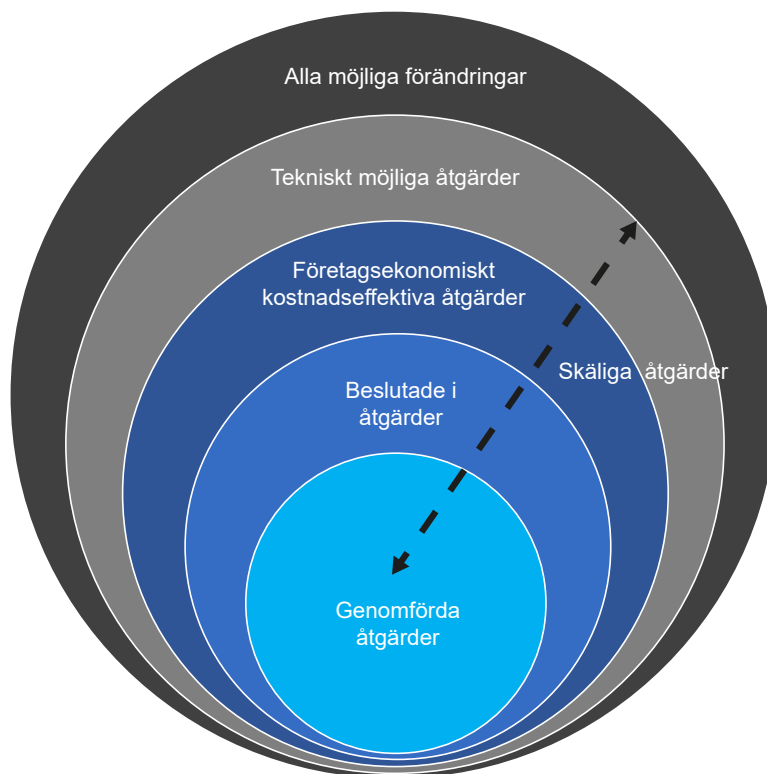 Alla möjliga förändringar
Tekniskt möjliga åtgärder
Företagsekonomiskt
kostnadseffektiva åtgärder
Skäliga åtgärder
Beslutade i
åtgärder
Genomförda
åtgärder